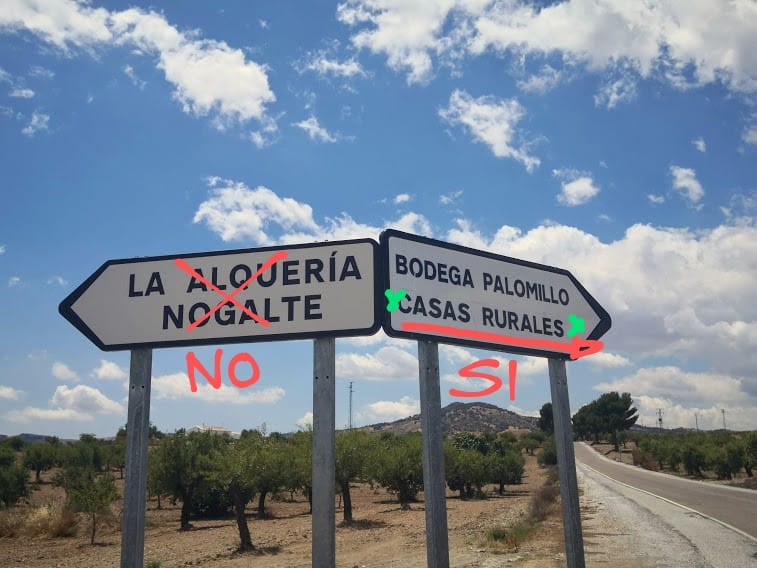 LA ALQUERÍA
NOGALTE
BODEGA PALOMILLO
CASAS RURALES
NO
SI